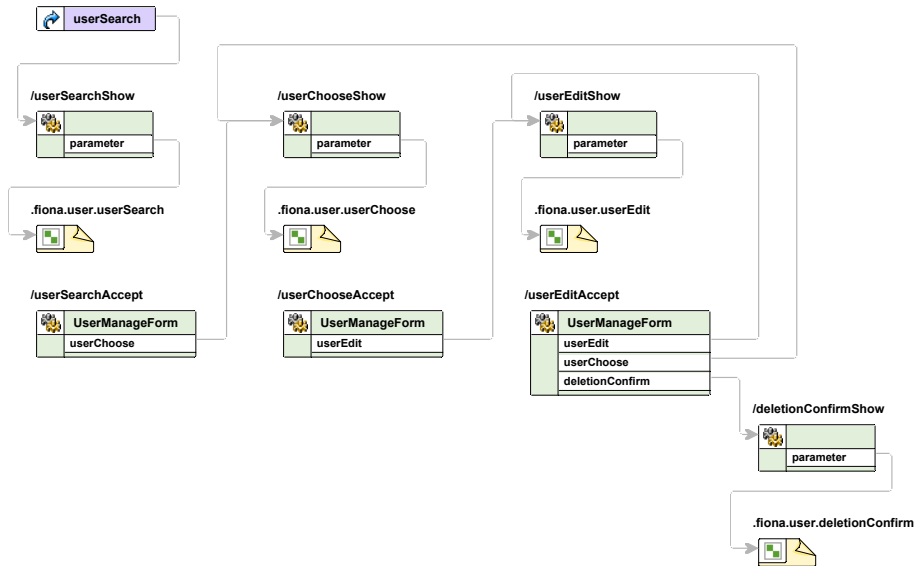 userSearch
/userSearchShow
parameter
.fiona.user.userSearch
/userSearchAccept
UserManageForm
userChoose
/userChooseShow
parameter
.fiona.user.userChoose
/userChooseAccept
UserManageForm
userEdit
/userEditShow
parameter
.fiona.user.userEdit
/userEditAccept
UserManageForm
userEdit
userChoose
deletionConfirm
/deletionConfirmShow
parameter
.fiona.user.deletionConfirm